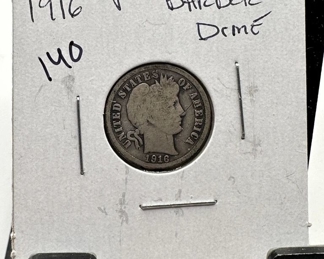 1916
BARBER
140
DIME
UNITED STATES OF AMERICA
1916